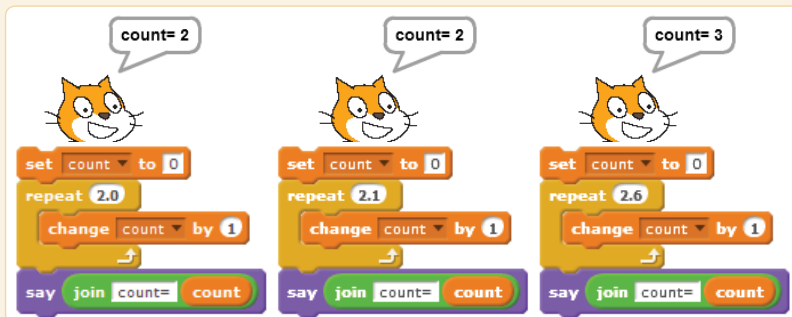 count= 2
count= 2
count= 3
set count to 0
repeat 2.0
change count by 1
say join count= count
set count to 0
repeat 2.1
change count by 1
say join count= count
set count to 0
repeat 2.6
change count by 1
say join count= count